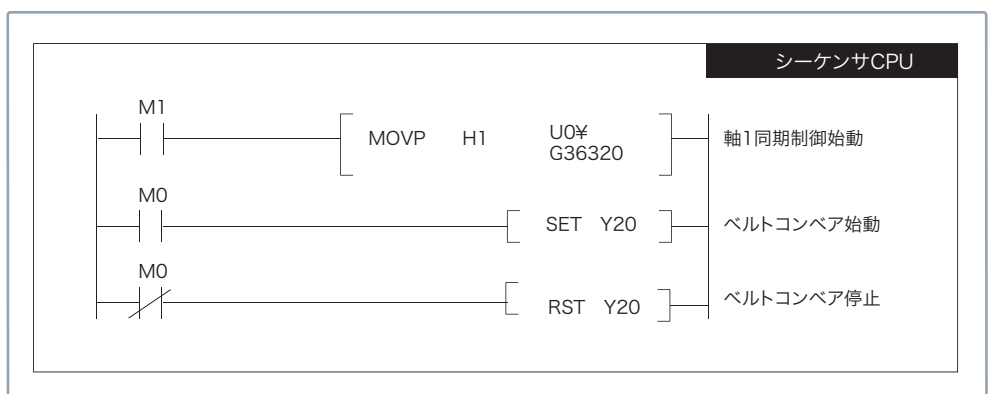 シーケンサCPU
M1
MOVP H1 U0¥
G36320
軸1同期制御始動
M0
SET Y20
ベルトコンベア始動
M0
RST Y20
ベルトコンベア停止